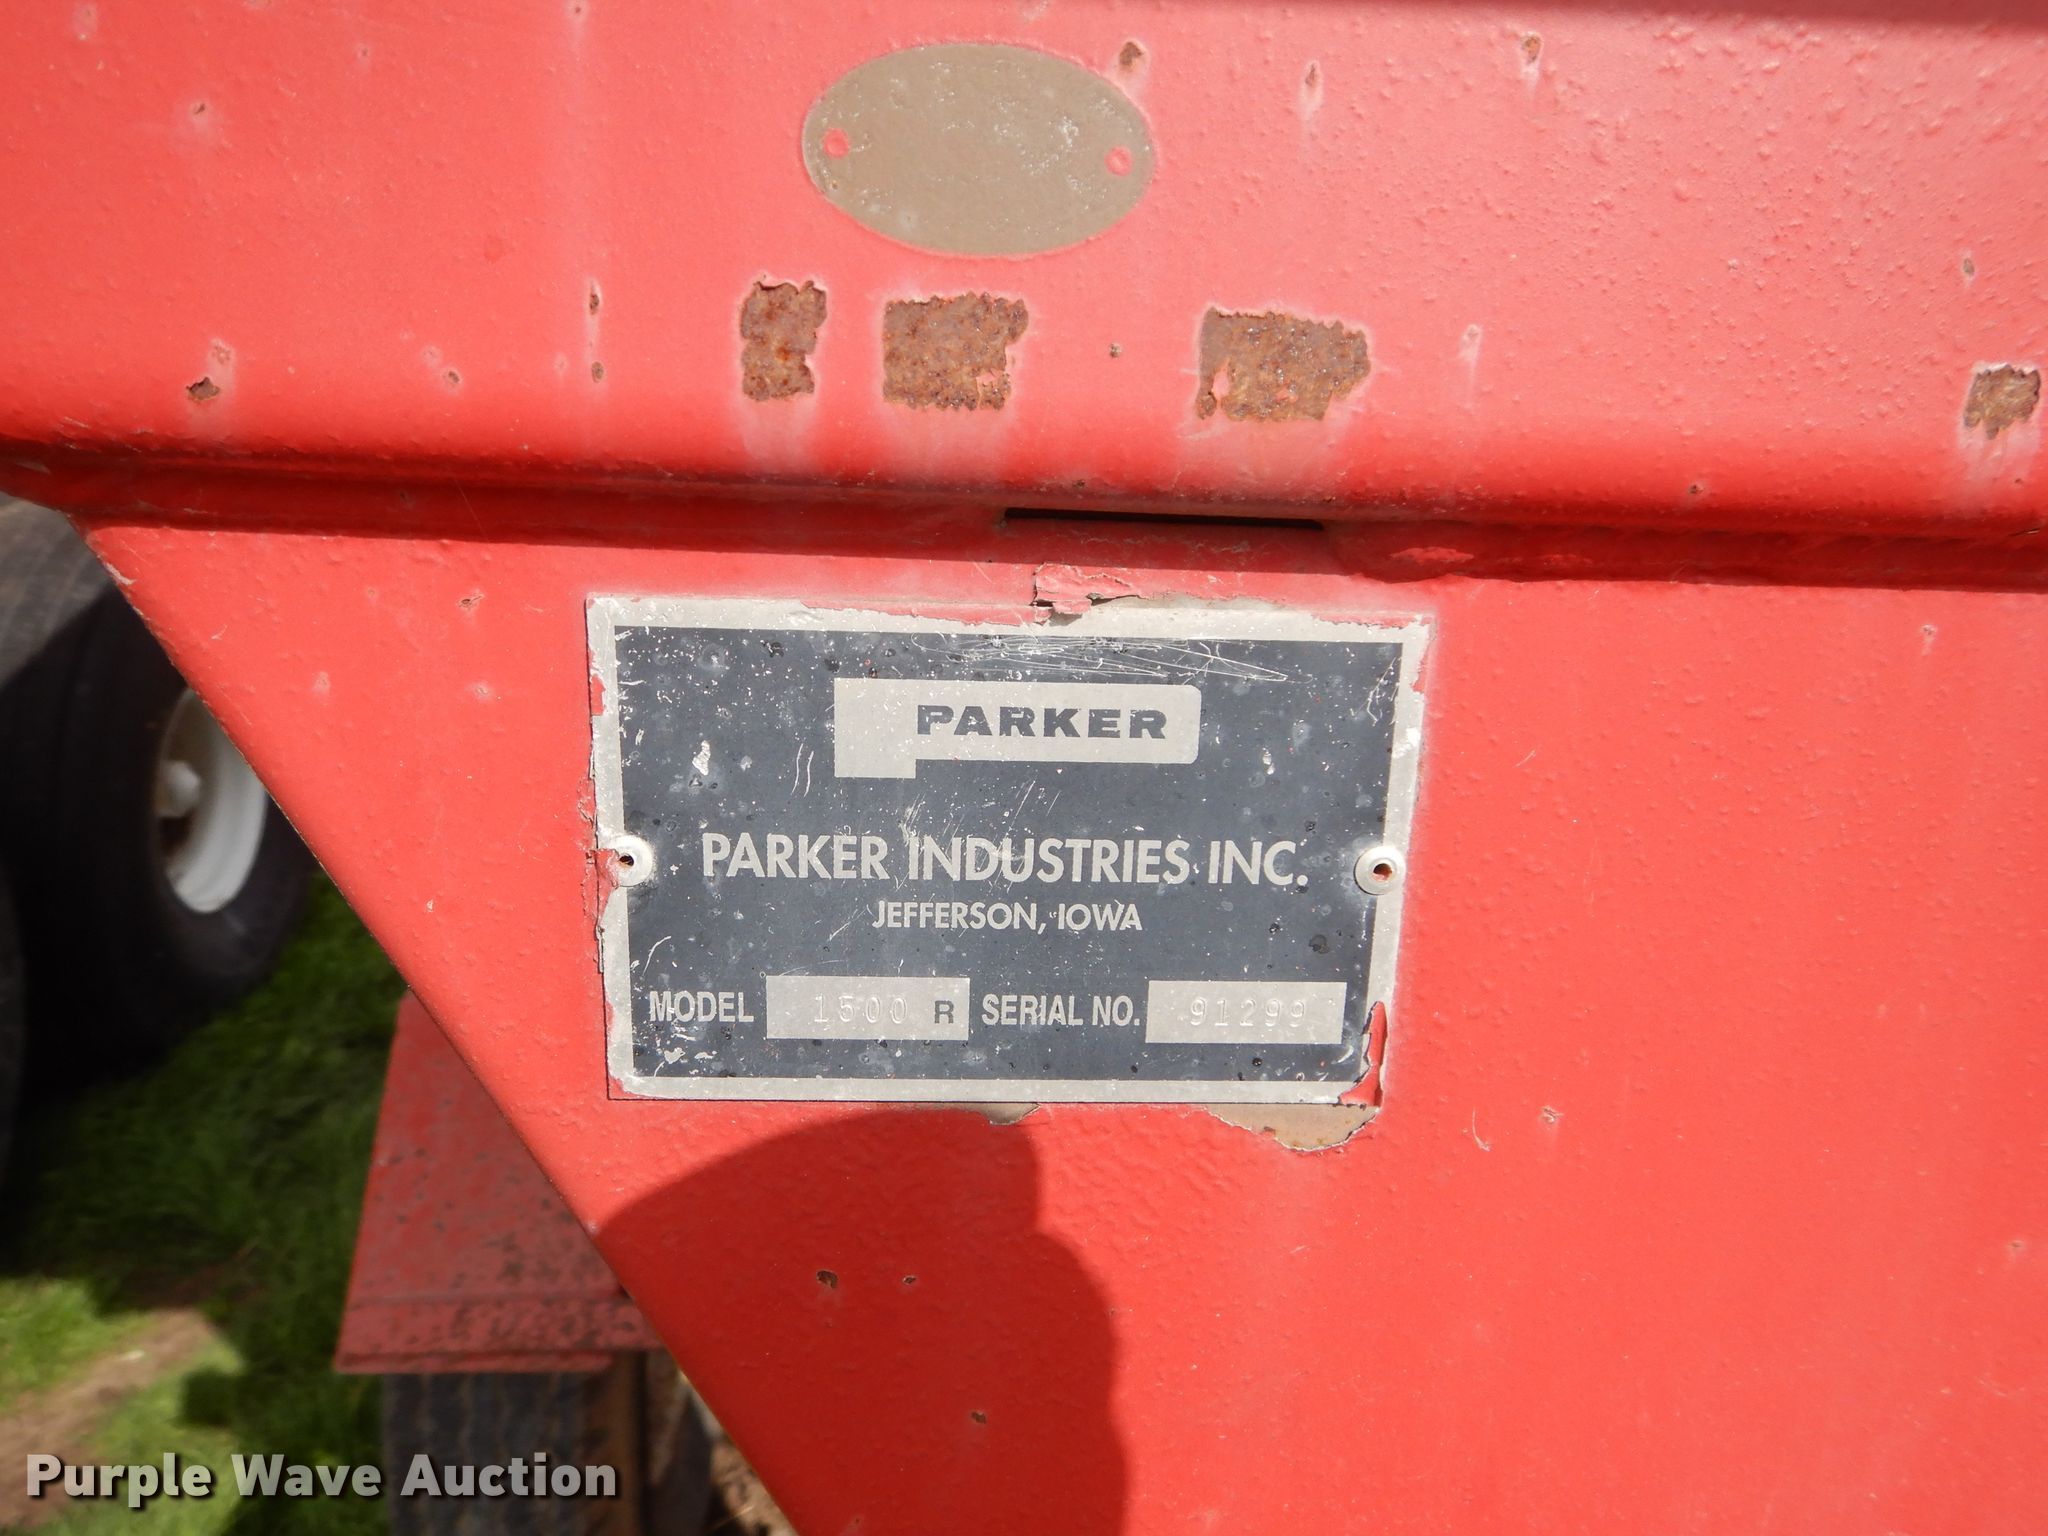 PARKER
PARKER INDUSTRIES INC.
JEFFERSON, IOWA
MODEL 1500 R SERIAL NO. 91299
Purple Wave Auction